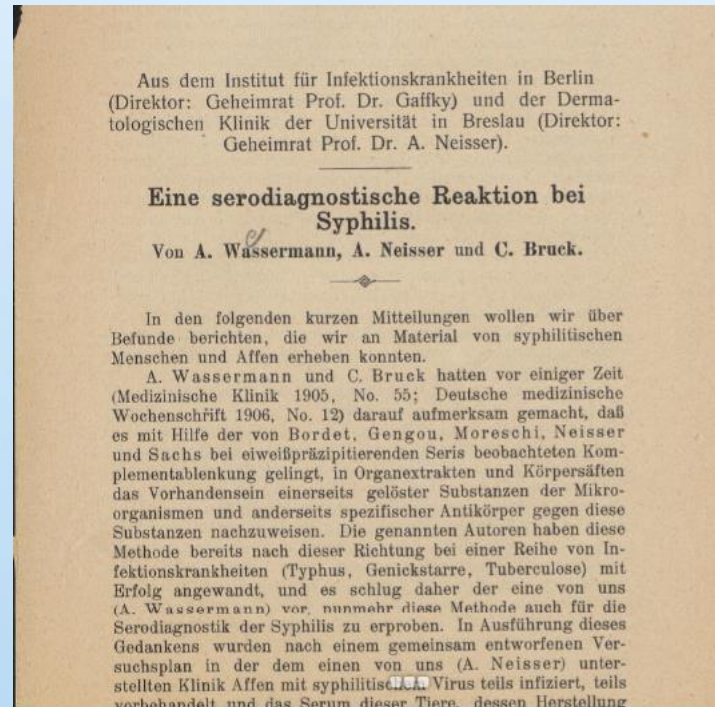 Aus dem Institut für Infektionskrankheiten in Berlin
(Direktor: Geheimrat Prof. Dr. Gaffky) und der Derma-
tologischen Klinik der Universität in Breslau (Direktor:
Geheimrat Prof. Dr. A. Neisser).
Eine serodiagnostische Reaktion bei
Syphilis.
Von A. Wassermann, A. Neisser und C. Bruck.
In den folgenden kurzen Mitteilungen wollen wir über
Befunde berichten, die wir an Material von syphilitischen
Menschen und Affen erheben konnten.
A. Wassermann und C. Bruck hatten vor einiger Zeit
(Medizinische Klinik 1905, No. 55; Deutsche medizinische
Wochenschrift 1906, No. 12) darauf aufmerksam gemacht, daß
es mit Hilfe der von Bordet, Gengou, Moreschi, Neisser
und Sachs bei eiweißpräzipitierenden Seris beobachteten Kom-
plementablenkung gelingt, in Organextrakten und Körpersäften
das Vorhandensein einerseits gelöster Substanzen der Mikro-
organismen und anderseits spezifischer Antikörper gegen diese
Substanzen nachzuweisen. Die genannten Autoren haben diese
Methode bereits nach dieser Richtung bei einer Reihe von In-
fektionskrankheiten (Typhus, Genickstarre, Tuberculose) mit
Erfolg angewandt, und es schlug daher der eine von uns
(A. Wassermann) vor, nunmehr diese Methode auch für die
Serodiagnostik der Syphilis zu erproben. In Ausführung dieses
Gedankens wurden nach einem gemeinsam entworfenen Ver-
suchsplan in der dem einen von uns (A. Neisser) unter-
stellten Klinik Affen mit syphilitischem Virus teils infiziert, teils
vorbehandelt und das Serum dieser Tiere, dessen Herstellung